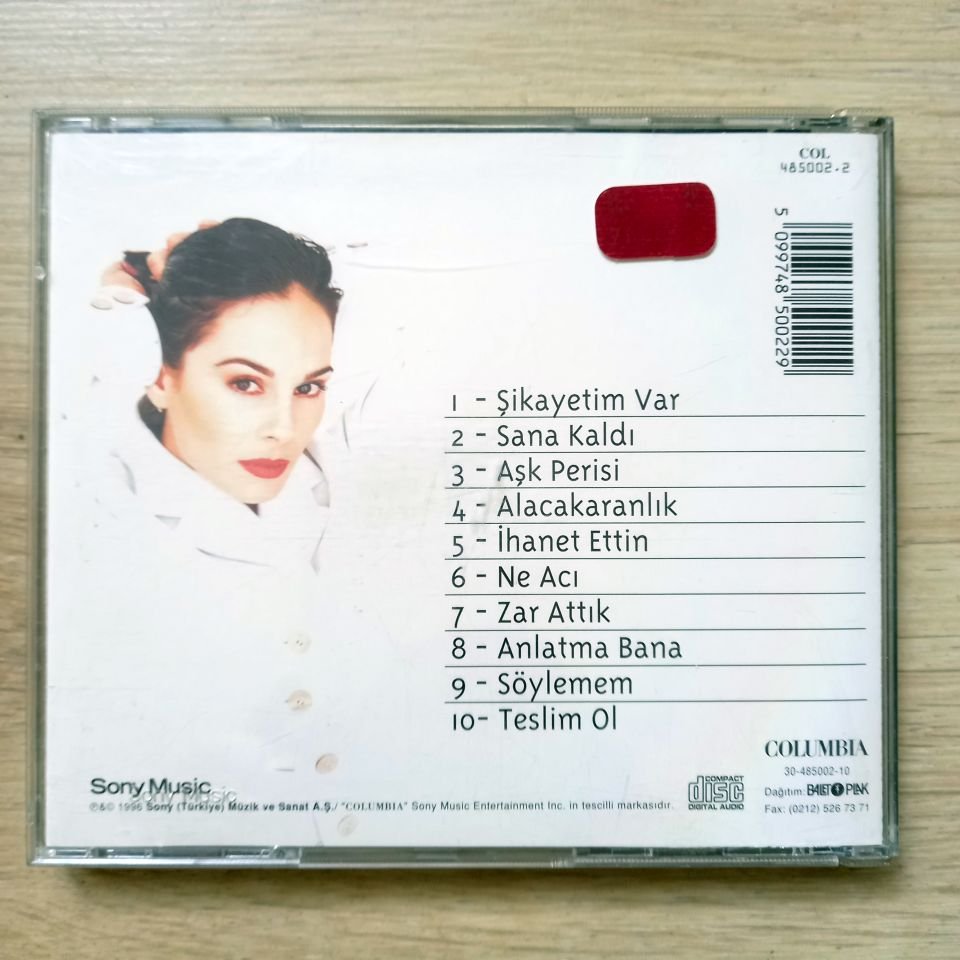 COL
485002.2
5 099748 500229
1 - Şikayetim Var
2 - Sana Kaldı
3 - Aşk Perisi
4 - Alacakaranlık
5 - İhanet Ettin
6 - Ne Acı
7 - Zar Attık
8 - Anlatma Bana
9 - Söylemem
10- Teslim Ol
COLUMBIA
30-485002-10
Dağıtım: BALET PLAK
Fax: (0212) 526 73 71
COMPACT
disc
DIGITAL AUDIO
Sony Music
℗&© 1996 Sony (Türkiye) Müzik ve Sanat A.Ş./ "COLUMBIA" Sony Music Entertainment Inc. in tescilli markasıdır.